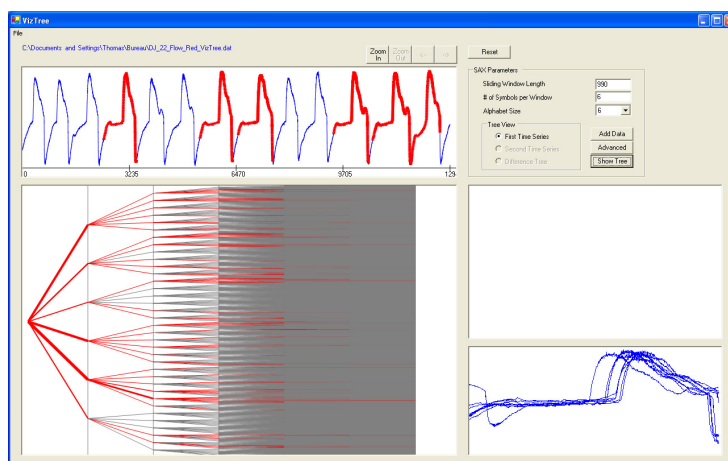 VizTree
File
C:\Documents and Settings\Thomas\Bureau\DJ_22_Flow_Red_VizTree.dat
Zoom In
Zoom Out
<-
->
Reset
SAX Parameters
Sliding Window Length 990
# of Symbols per Window 6
Alphabet Size 6
Tree View
First Time Series
Second Time Series
Difference Tree
Add Data
Advanced
Show Tree
0 3235 6470 9705 129